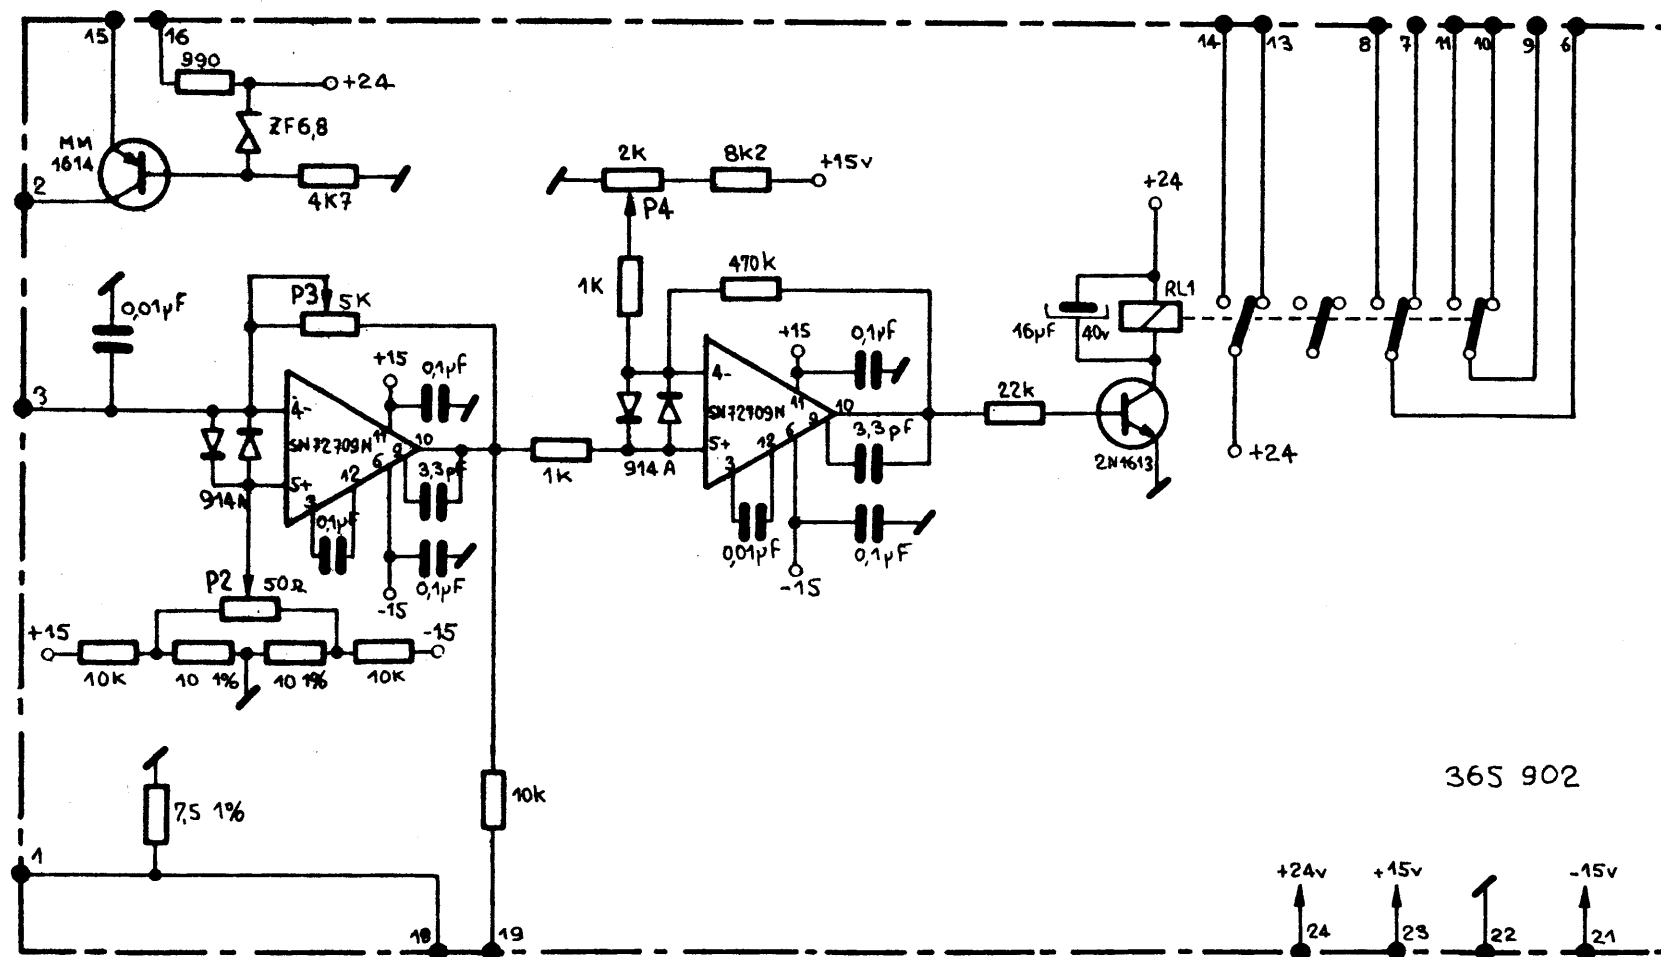 15
16
990
+24
ZF6,8
MM
1614
2
4K7
2K
8K2
+15v
P4
1K
470k
14
13
8
7
11
10
9
6
+24
RL1
16µF
40v
0,01µF
P3
5K
+15
0,1µF
3
4-
11
SN72709N
10
9
6
5+
12
3
3,3pF
914A
0,1µF
0,1µF
-15
P2
50Ω
+15
-15
10K
10 1%
10 1%
10K
1K
914 A
+15
0,1µF
4-
11
SN72709N
10
9
6
5+
12
3
3,3pF
0,01µF
0,1µF
-15
22k
2N1613
+24
7,5 1%
10k
1
18
19
365 902
+24v
+15v
-15v
24
23
22
21